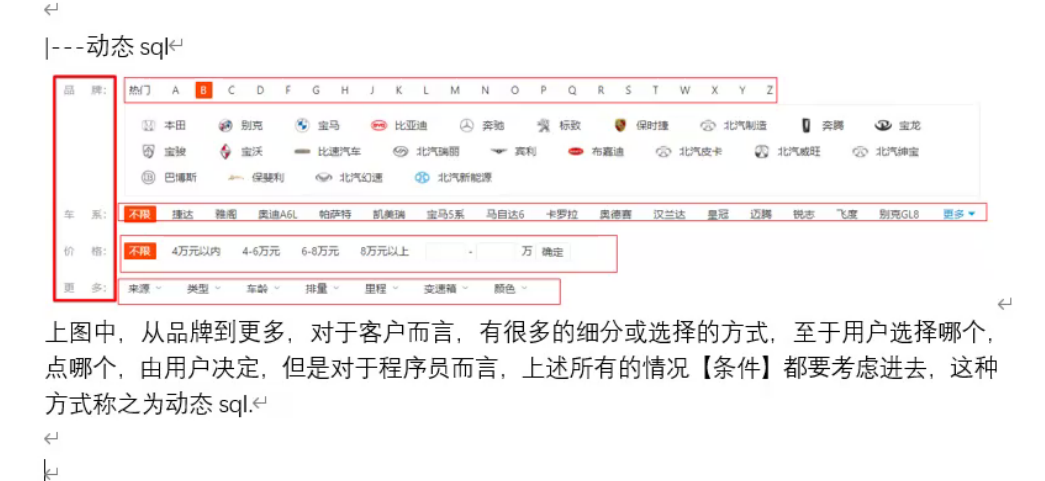 |---动态 sql
品 牌: 热门 A B C D F G H J K L M N O P Q R S T W X Y Z
本田 别克 宝马 比亚迪 奔驰 标致 保时捷 北汽制造 奔腾 宝龙
宝骏 宝沃 比速汽车 北汽瑞丽 宾利 布嘉迪 北汽皮卡 北汽威旺 北汽绅宝
巴博斯 保斐利 北汽幻速 北汽新能源
车 系: 不限 捷达 雅阁 奥迪A6L 帕萨特 凯美瑞 宝马5系 马自达6 卡罗拉 奥德赛 汉兰达 皇冠 迈腾 锐志 飞度 别克GL8 更多
价 格: 不限 4万元以内 4-6万元 6-8万元 8万元以上 - 万 确定
更 多: 来源 类型 车龄 排量 里程 变速箱 颜色
上图中，从品牌到更多，对于客户而言，有很多的细分或选择的方式，至于用户选择哪个，
点哪个，由用户决定，但是对于程序员而言，上述所有的情况【条件】都要考虑进去，这种
方式称之为动态 sql.